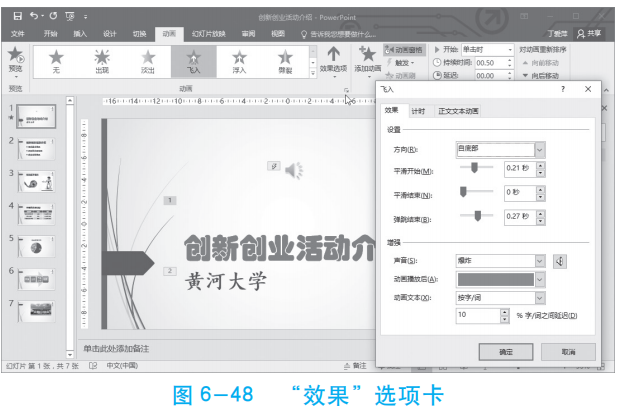 创新创业活动介绍 - PowerPoint
文件 开始 插入 设计 切换 动画 幻灯片放映 审阅 视图 告诉我您想要做什么... 丁爱萍 共享
预览 无 出现 淡出 飞入 浮入 劈裂 效果选项 添加动画
动画窗格 触发 动画刷
开始: 单击时 对动画重新排序
持续时间: 00.50 向前移动
延迟: 00.00 向后移动
预览 动画
飞入 ? ×
效果 计时 正文文本动画
设置
方向(R): 自底部
平滑开始(M): 0.21 秒
平滑结束(N): 0 秒
弹跳结束(B): 0.27 秒
增强
声音(S): 爆炸
动画播放后(A):
动画文本(X): 按字/词
10 % 字/词之间延迟(D)
确定 取消
1
2
3
4
5
6
7
1
创新创业活动介
2
黄河大学
单击此处添加备注
幻灯片 第 1 张,共 7 张 中文(中国) 备注
图 6-48 “效果”选项卡